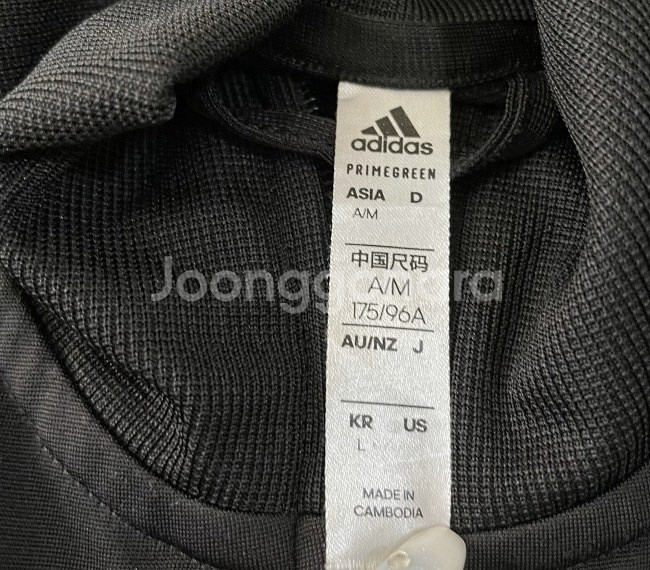 adidas
PRIMEGREEN
ASIA D
A/M
中国尺码
A/M
175/96A
AU/NZ J
KR US
L
MADE IN
CAMBODIA
Joonggonara